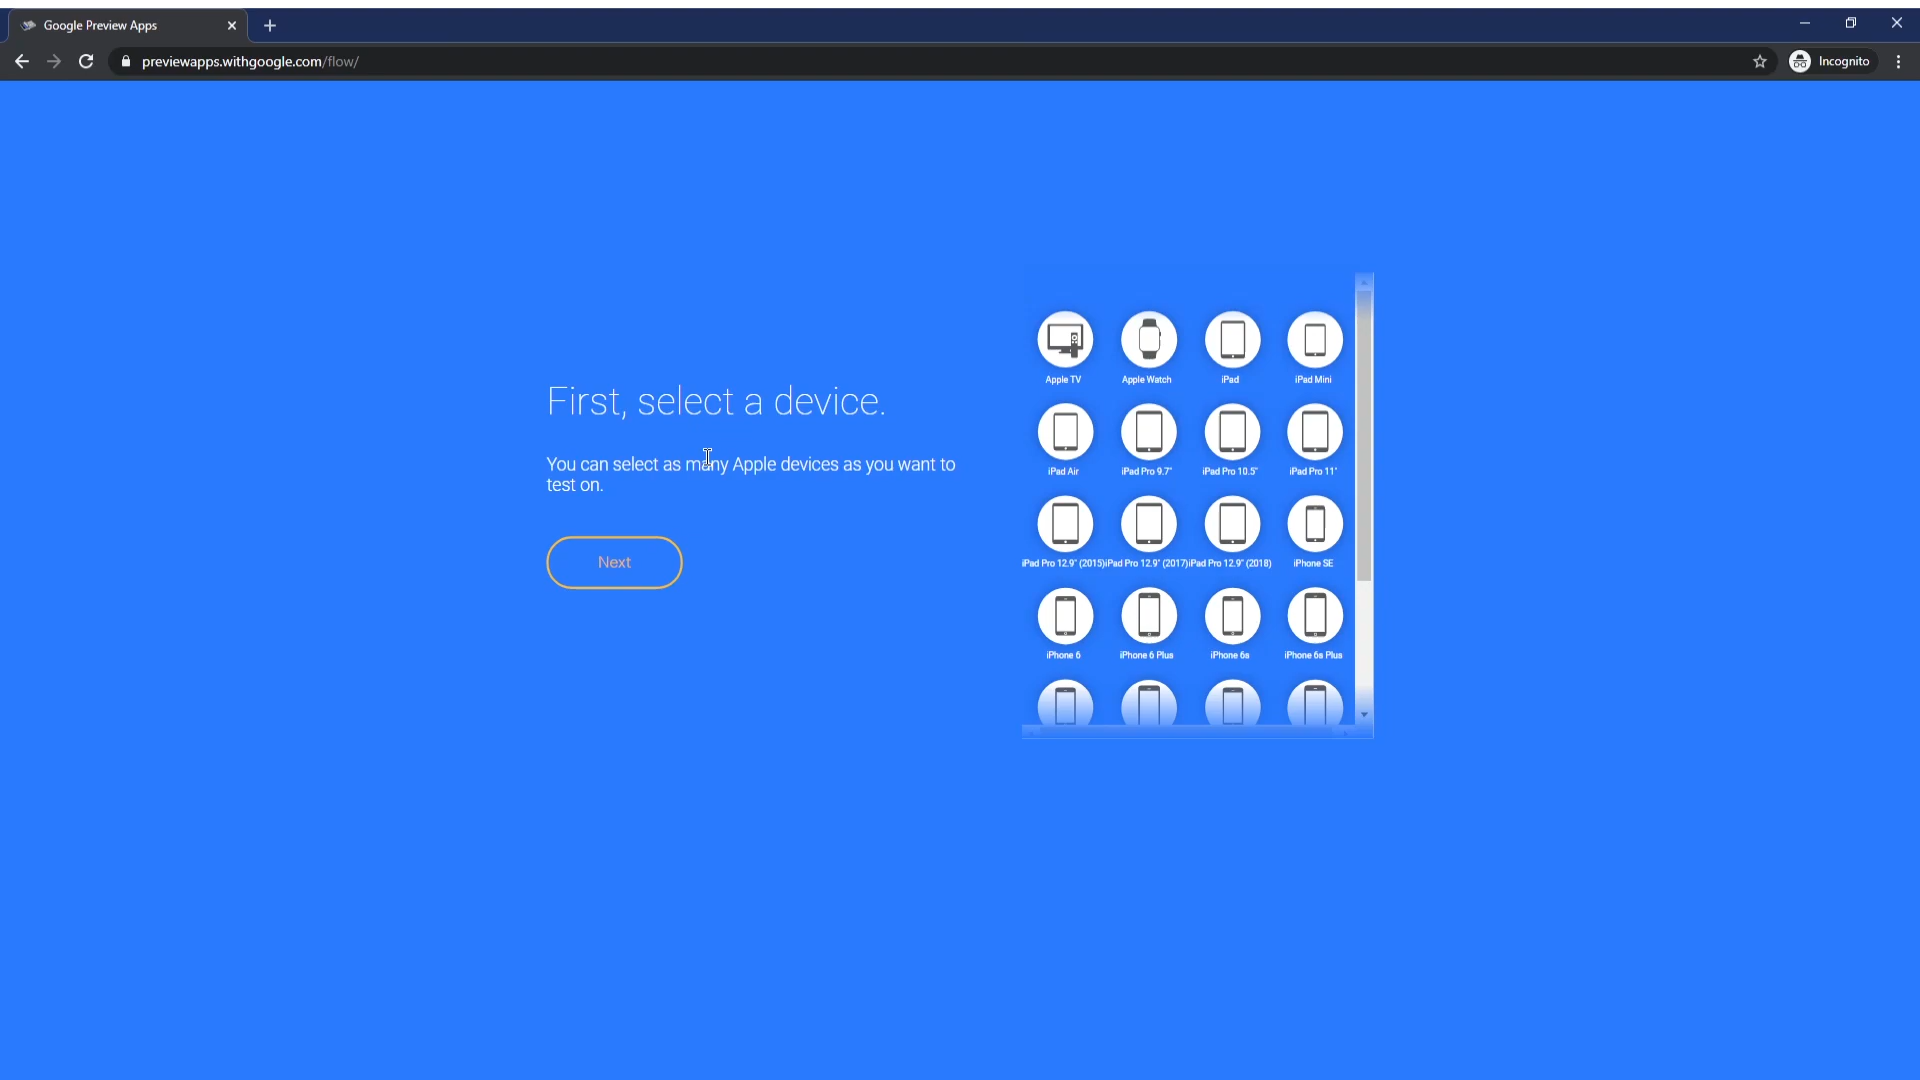 Google Preview Apps
previewapps.withgoogle.com/flow/
Incognito
First, select a device.
You can select as many Apple devices as you want to
test on.
Next
Apple TV
Apple Watch
iPad
iPad Mini
iPad Air
iPad Pro 9.7"
iPad Pro 10.5"
iPad Pro 11"
iPad Pro 12.9" (2015)
iPad Pro 12.9" (2017)
iPad Pro 12.9" (2018)
iPhone SE
iPhone 6
iPhone 6 Plus
iPhone 6s
iPhone 6s Plus